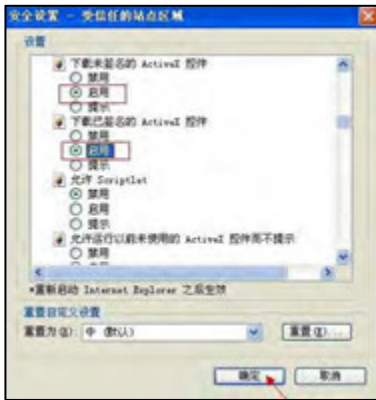 安全设置 - 受信任的站点区域
设置
下载未签名的 ActiveX 控件
禁用
启用
提示
下载已签名的 ActiveX 控件
禁用
启用
提示
允许 Scriptlet
禁用
启用
提示
允许运行以前未使用的 ActiveX 控件而不提示
禁用
*重新启动 Internet Explorer 之后生效
重置自定义设置
重置为(R): 中 (默认)
重置(E)...
确定
取消